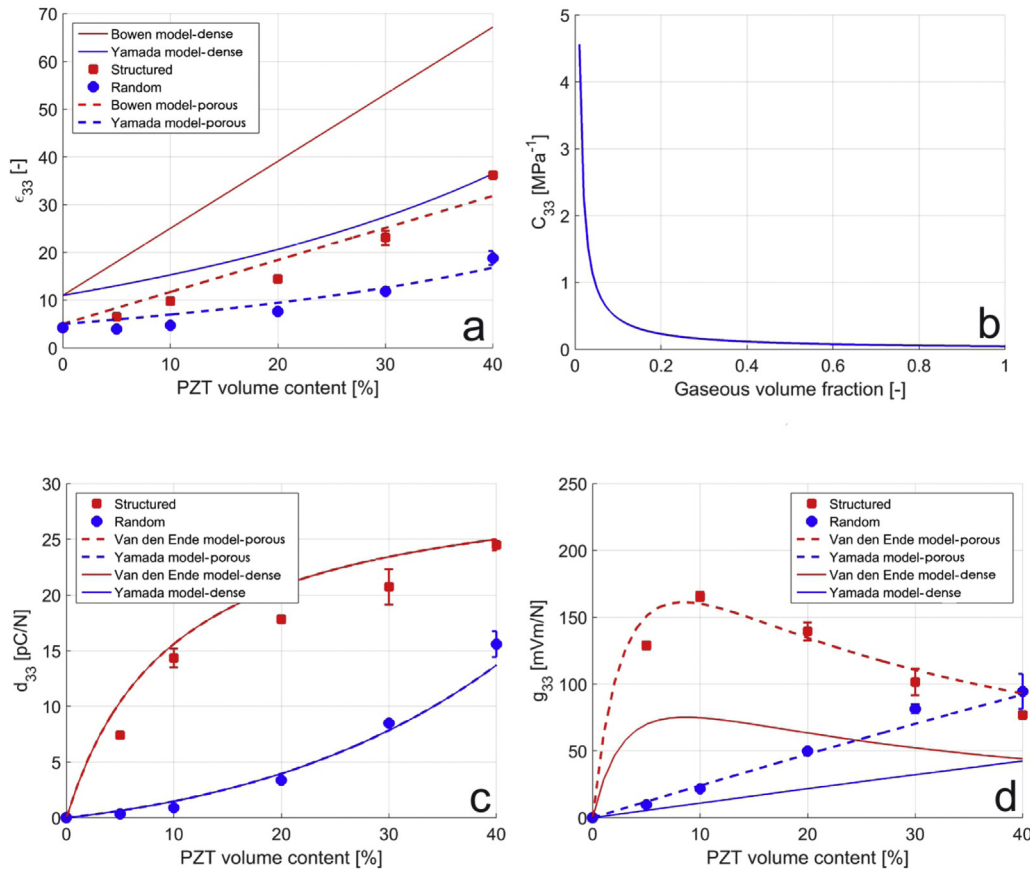 70
60
50
40
30
20
10
0
ϵ33 [-]
Bowen model-dense
Yamada model-dense
Structured
Random
Bowen model-porous
Yamada model-porous
a
0 10 20 30 40
PZT volume content [%]
5
4
3
2
1
0
C33 [MPa-1]
b
0 0.2 0.4 0.6 0.8 1
Gaseous volume fraction [-]
30
25
20
15
10
5
0
d33 [pC/N]
Structured
Random
Van den Ende model-porous
Yamada model-porous
Van den Ende model-dense
Yamada model-dense
c
0 10 20 30 40
PZT volume content [%]
250
200
150
100
50
0
g33 [mVm/N]
Structured
Random
Van den Ende model-porous
Yamada model-porous
Van den Ende model-dense
Yamada model-dense
d
0 10 20 30 40
PZT volume content [%]